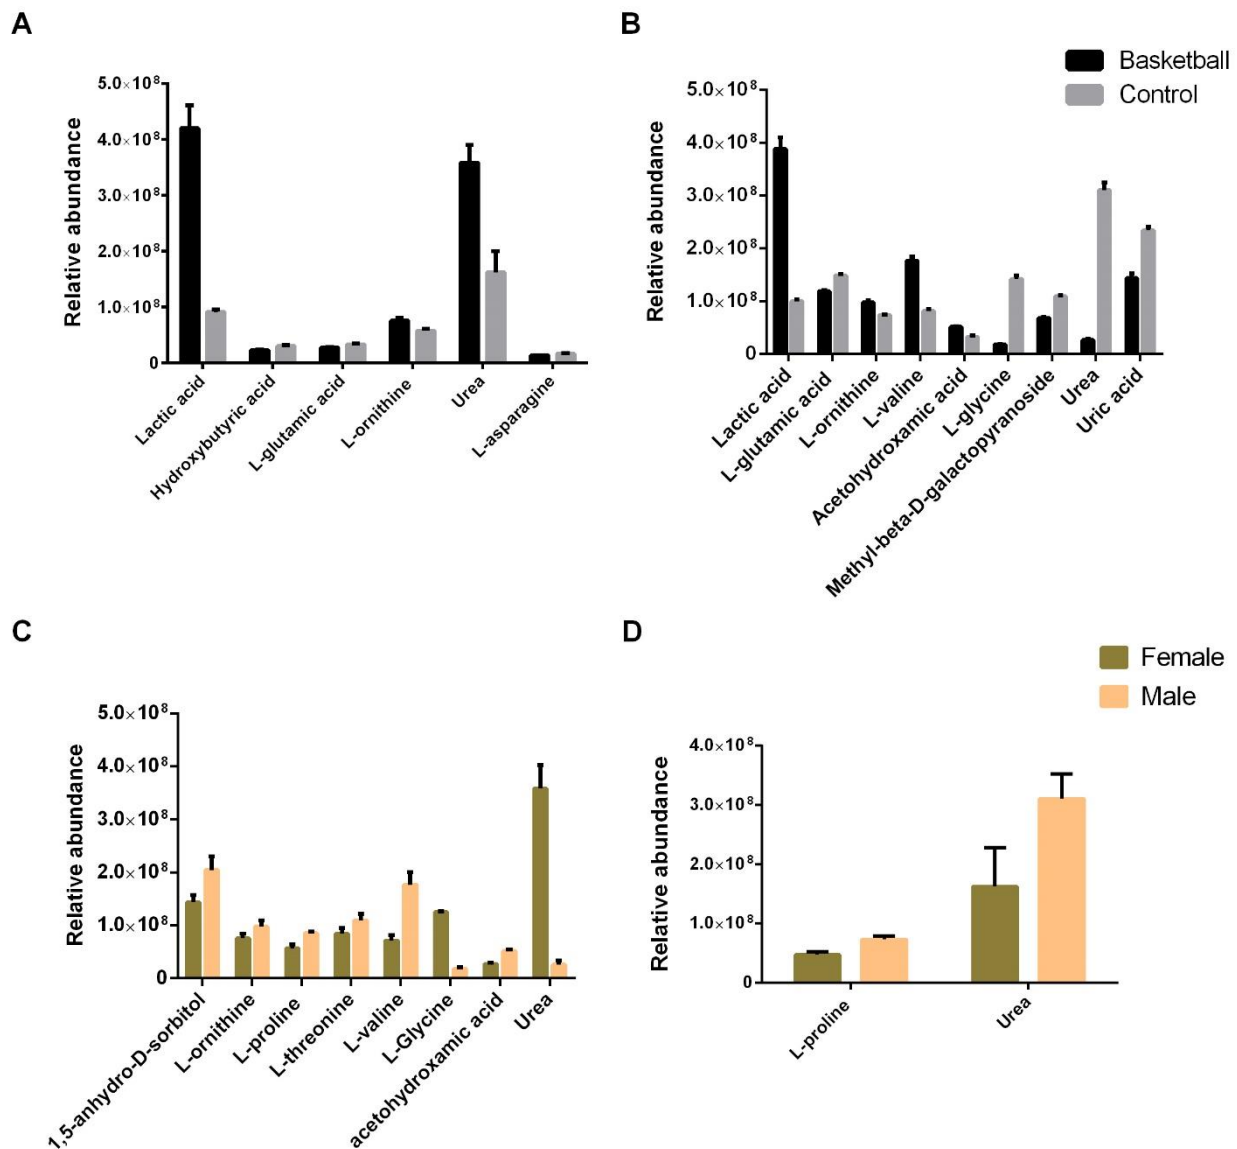 A
Relative abundance
5.0×10⁸
4.0×10⁸
3.0×10⁸
2.0×10⁸
1.0×10⁸
0
Lactic acid
Hydroxybutyric acid
L-glutamic acid
L-ornithine
Urea
L-asparagine
B
Basketball
Control
Relative abundance
5.0×10⁸
4.0×10⁸
3.0×10⁸
2.0×10⁸
1.0×10⁸
0
Lactic acid
L-glutamic acid
L-ornithine
L-valine
Acetohydroxamic acid
L-glycine
Methyl-beta-D-galactopyranoside
Urea
Uric acid
C
Relative abundance
5.0×10⁸
4.0×10⁸
3.0×10⁸
2.0×10⁸
1.0×10⁸
0
1,5-anhydro-D-sorbitol
L-ornithine
L-proline
L-threonine
L-valine
L-Glycine
acetohydroxamic acid
Urea
D
Female
Male
Relative abundance
4.0×10⁸
3.0×10⁸
2.0×10⁸
1.0×10⁸
0
L-proline
Urea